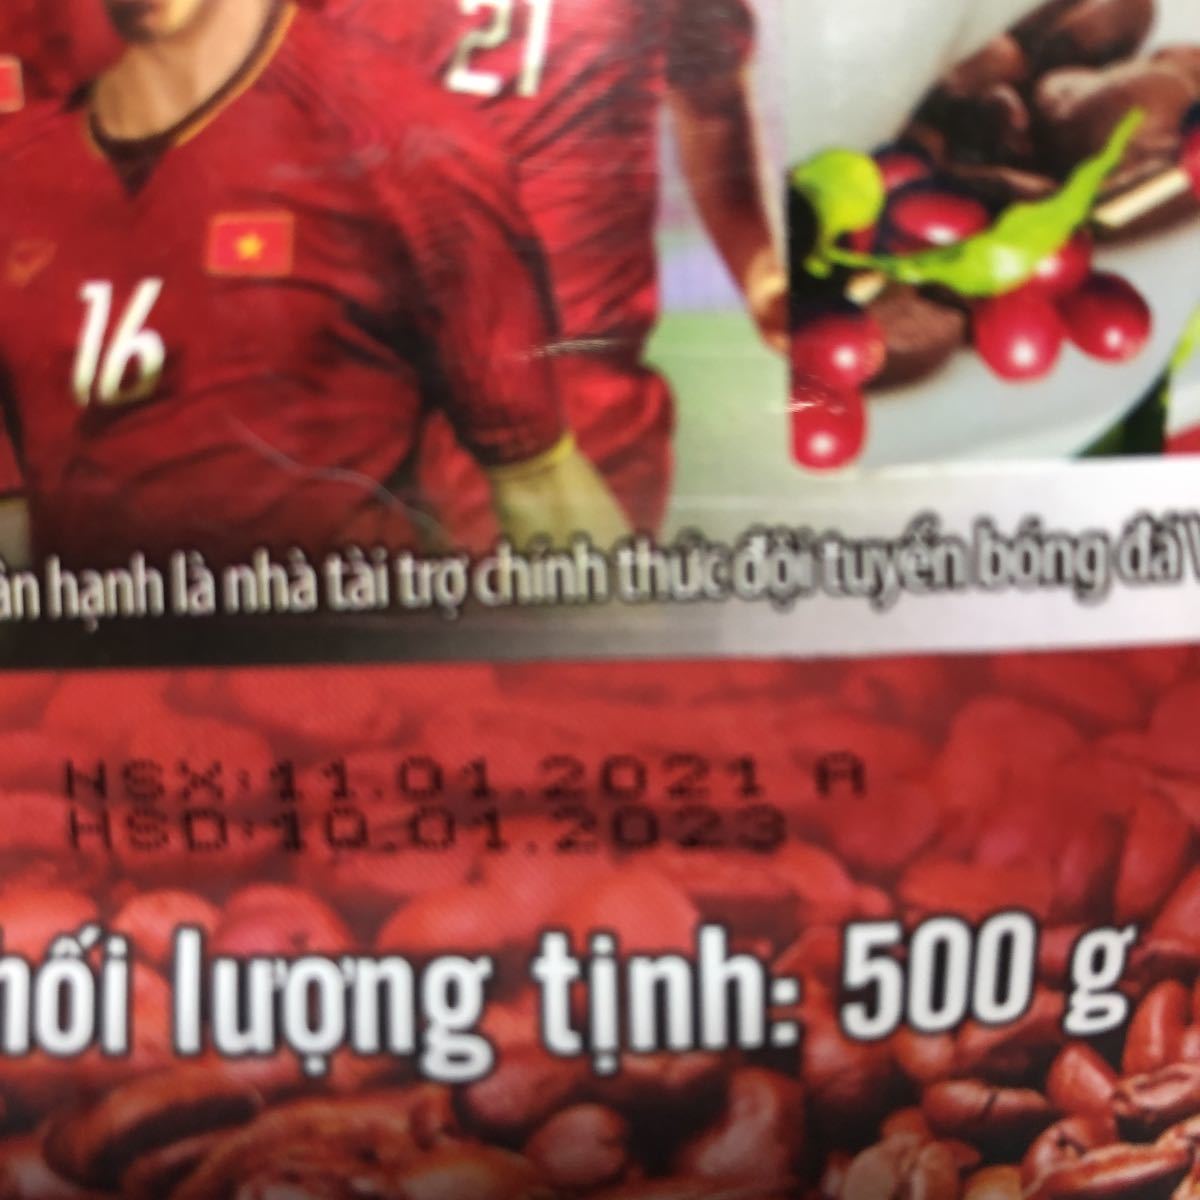 21
16
hạnh là nhà tài trợ chính thức đội tuyển bóng đá
NSX:11.01.2021 A
HSD:10.01.2023
hối lượng tịnh: 500 g